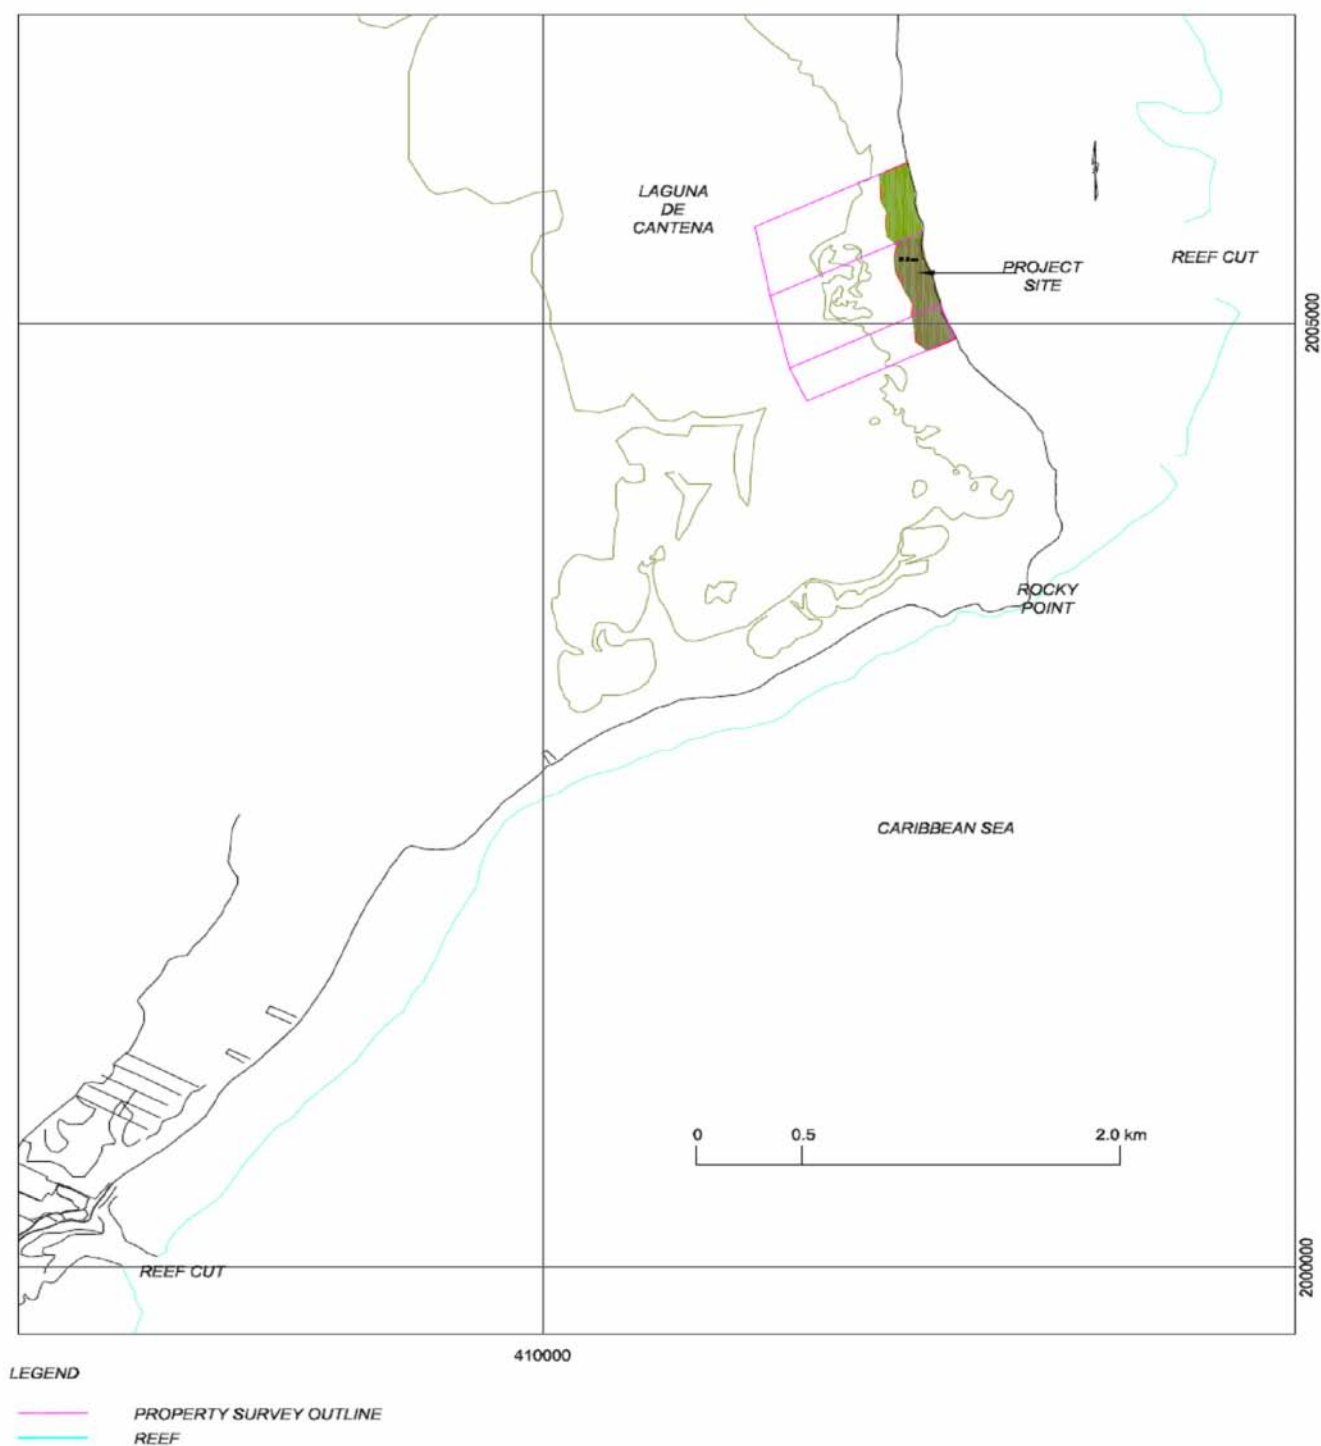 LAGUNA
DE
CANTENA
REEF CUT
PROJECT
SITE
2005000
ROCKY
POINT
CARIBBEAN SEA
0 0.5 2.0 km
REEF CUT
2000000
410000
LEGEND
PROPERTY SURVEY OUTLINE
REEF